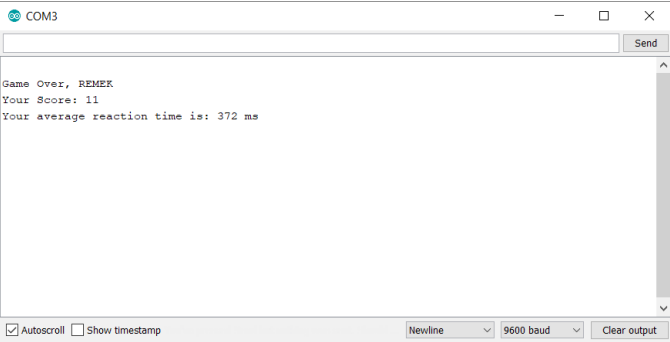 COM3
Send
Game Over, REMEK
Your Score: 11
Your average reaction time is: 372 ms
Autoscroll Show timestamp Newline 9600 baud Clear output